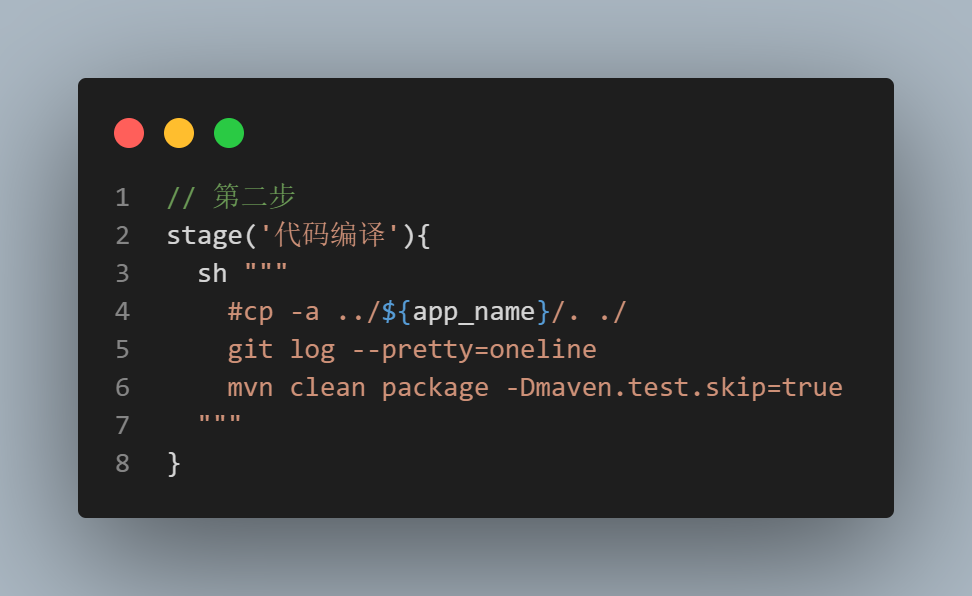 1 // 第二步
2 stage('代码编译'){
3   sh """
4     #cp -a ../${app_name}/. ./
5     git log --pretty=oneline
6     mvn clean package -Dmaven.test.skip=true
7   """
8 }